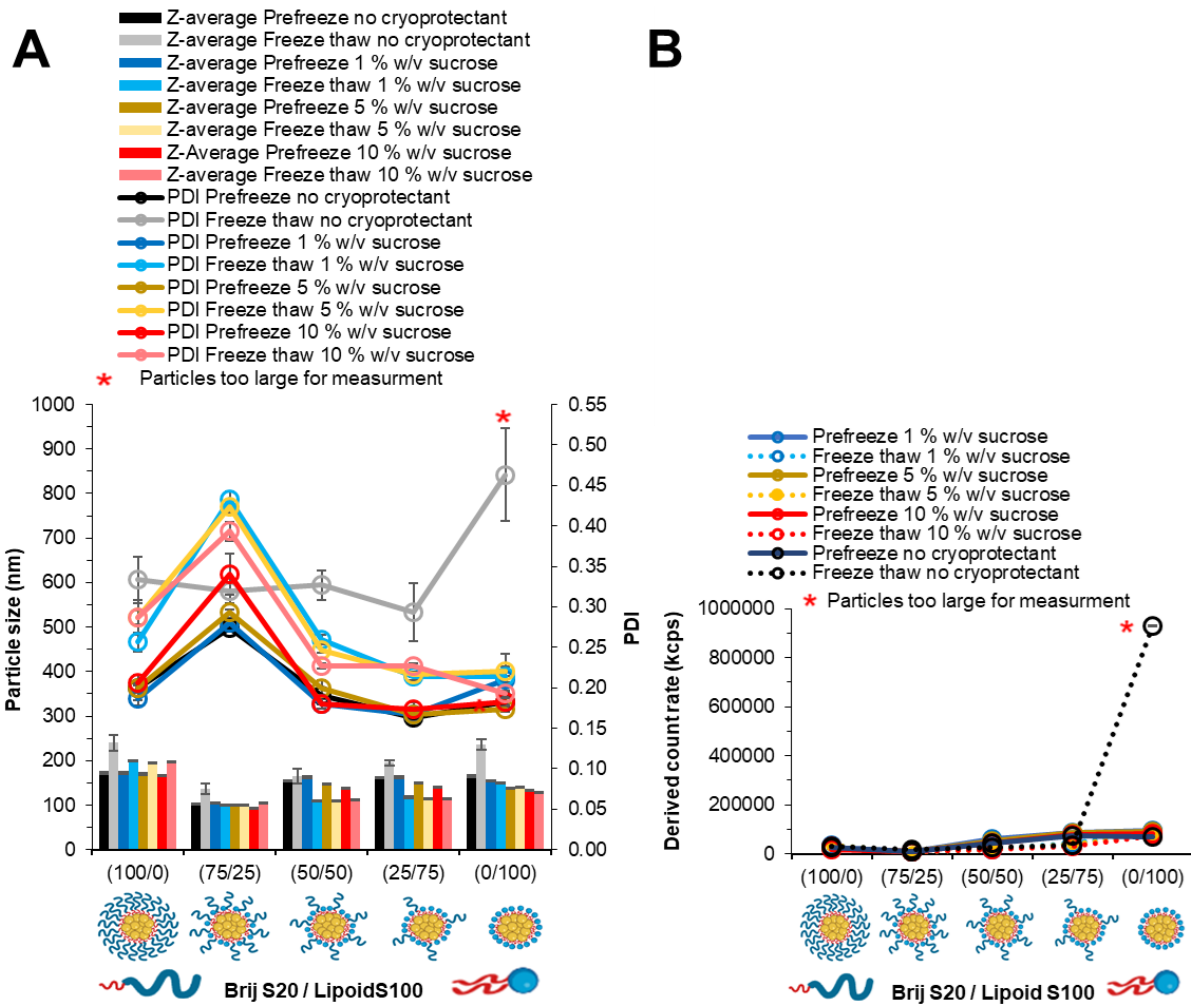 A
Z-average Prefreeze no cryoprotectant
Z-average Freeze thaw no cryoprotectant
Z-average Prefreeze 1 % w/v sucrose
Z-average Freeze thaw 1 % w/v sucrose
Z-average Prefreeze 5 % w/v sucrose
Z-average Freeze thaw 5 % w/v sucrose
Z-Average Prefreeze 10 % w/v sucrose
Z-average Freeze thaw 10 % w/v sucrose
PDI Prefreeze no cryoprotectant
PDI Freeze thaw no cryoprotectant
PDI Prefreeze 1 % w/v sucrose
PDI Freeze thaw 1 % w/v sucrose
PDI Prefreeze 5 % w/v sucrose
PDI Freeze thaw 5 % w/v sucrose
PDI Prefreeze 10 % w/v sucrose
PDI Freeze thaw 10 % w/v sucrose
* Particles too large for measurment
Particle size (nm)
1000
900
800
700
600
500
400
300
200
100
0
*
*
0.55
0.50
0.45
0.40
0.35
0.30
0.25
0.20
0.15
0.10
0.05
0.00
PDI
(100/0) (75/25) (50/50) (25/75) (0/100)
Brij S20 / LipoidS100
B
Prefreeze 1 % w/v sucrose
Freeze thaw 1 % w/v sucrose
Prefreeze 5 % w/v sucrose
Freeze thaw 5 % w/v sucrose
Prefreeze 10 % w/v sucrose
Freeze thaw 10 % w/v sucrose
Prefreeze no cryoprotectant
Freeze thaw no cryoprotectant
* Particles too large for measurment
Derived count rate (kcps)
1000000
800000
600000
400000
200000
0
*
(100/0) (75/25) (50/50) (25/75) (0/100)
Brij S20 / Lipoid S100